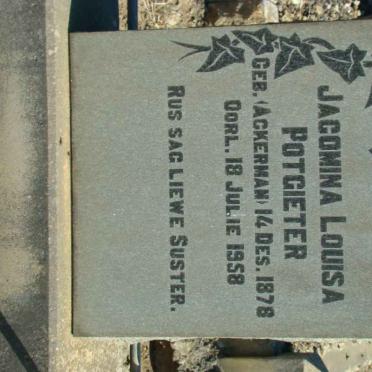 JACOMINA LOUISA
POTGIETER
GEB. (ACKERMAN) 14 DES. 1878
OORL. 18 JULIE 1958
RUS SAG LIEWE SUSTER.